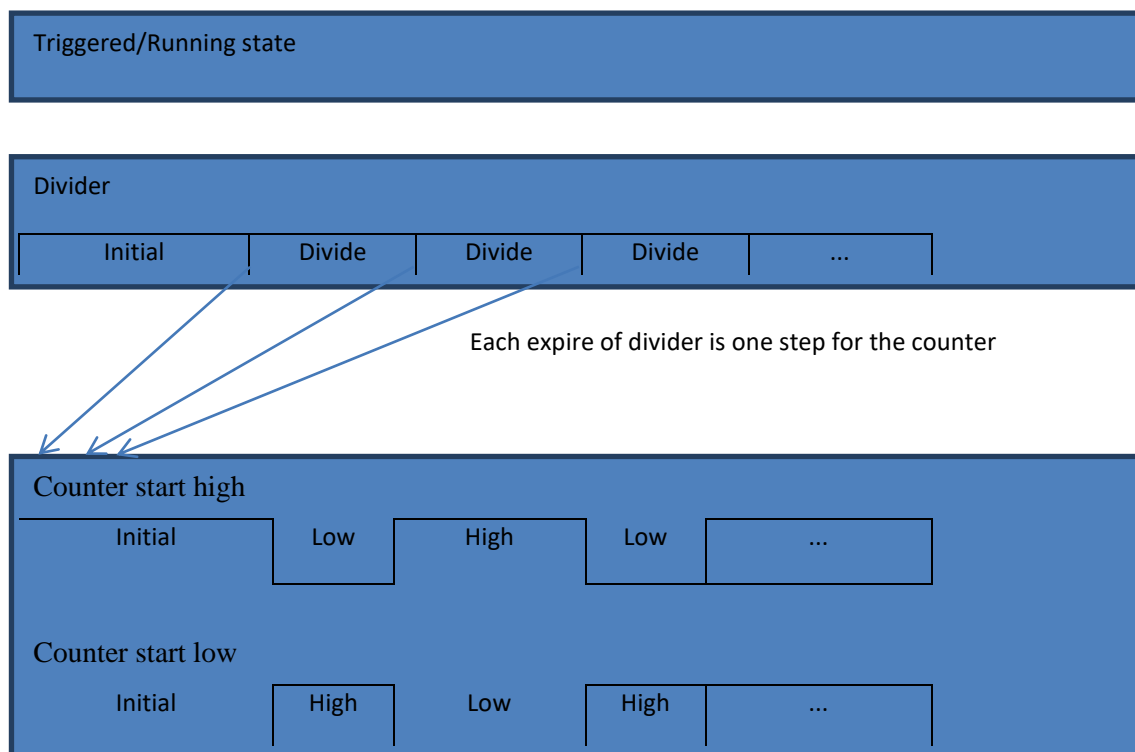 Triggered/Running state
Divider
Initial Divide Divide Divide ...
Each expire of divider is one step for the counter
Counter start high
Initial Low High Low ...
Counter start low
Initial High Low High ...